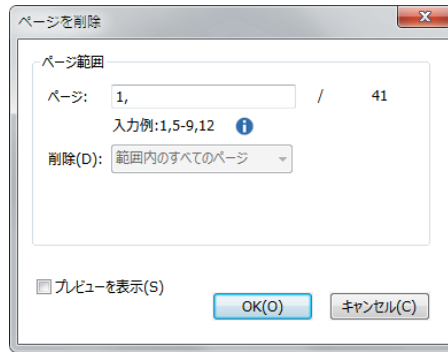 ページを削除
ページ範囲
ページ: 1, / 41
入力例:1,5-9,12
削除(D): 範囲内のすべてのページ
プレビューを表示(S)
OK(O) キャンセル(C)